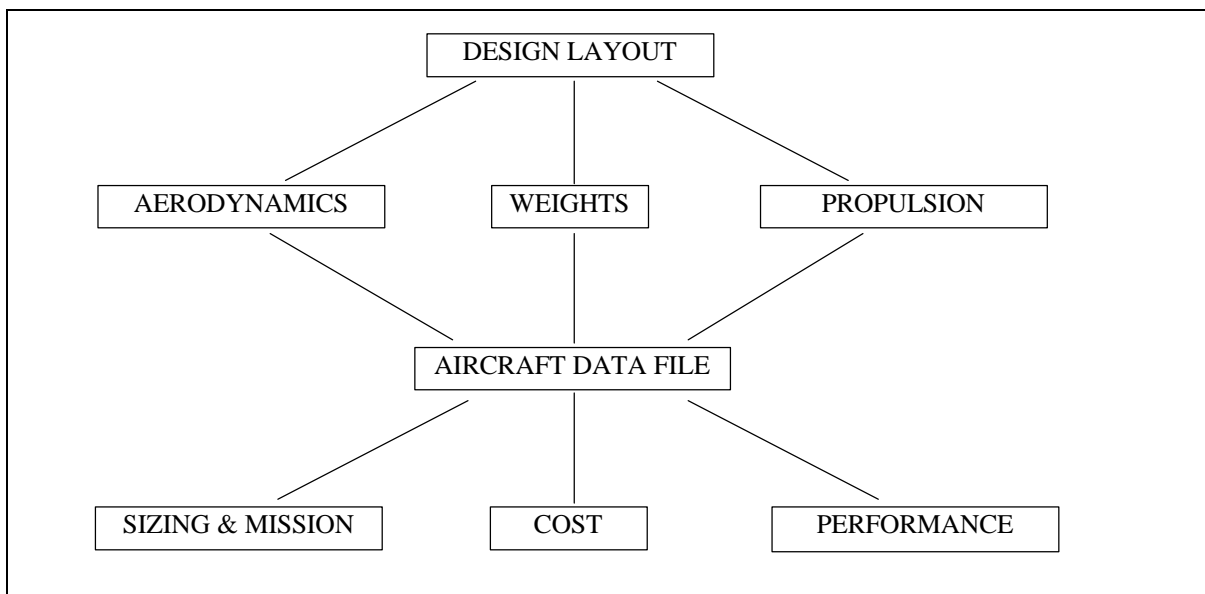 DESIGN LAYOUT
AERODYNAMICS
WEIGHTS
PROPULSION
AIRCRAFT DATA FILE
SIZING & MISSION
COST
PERFORMANCE